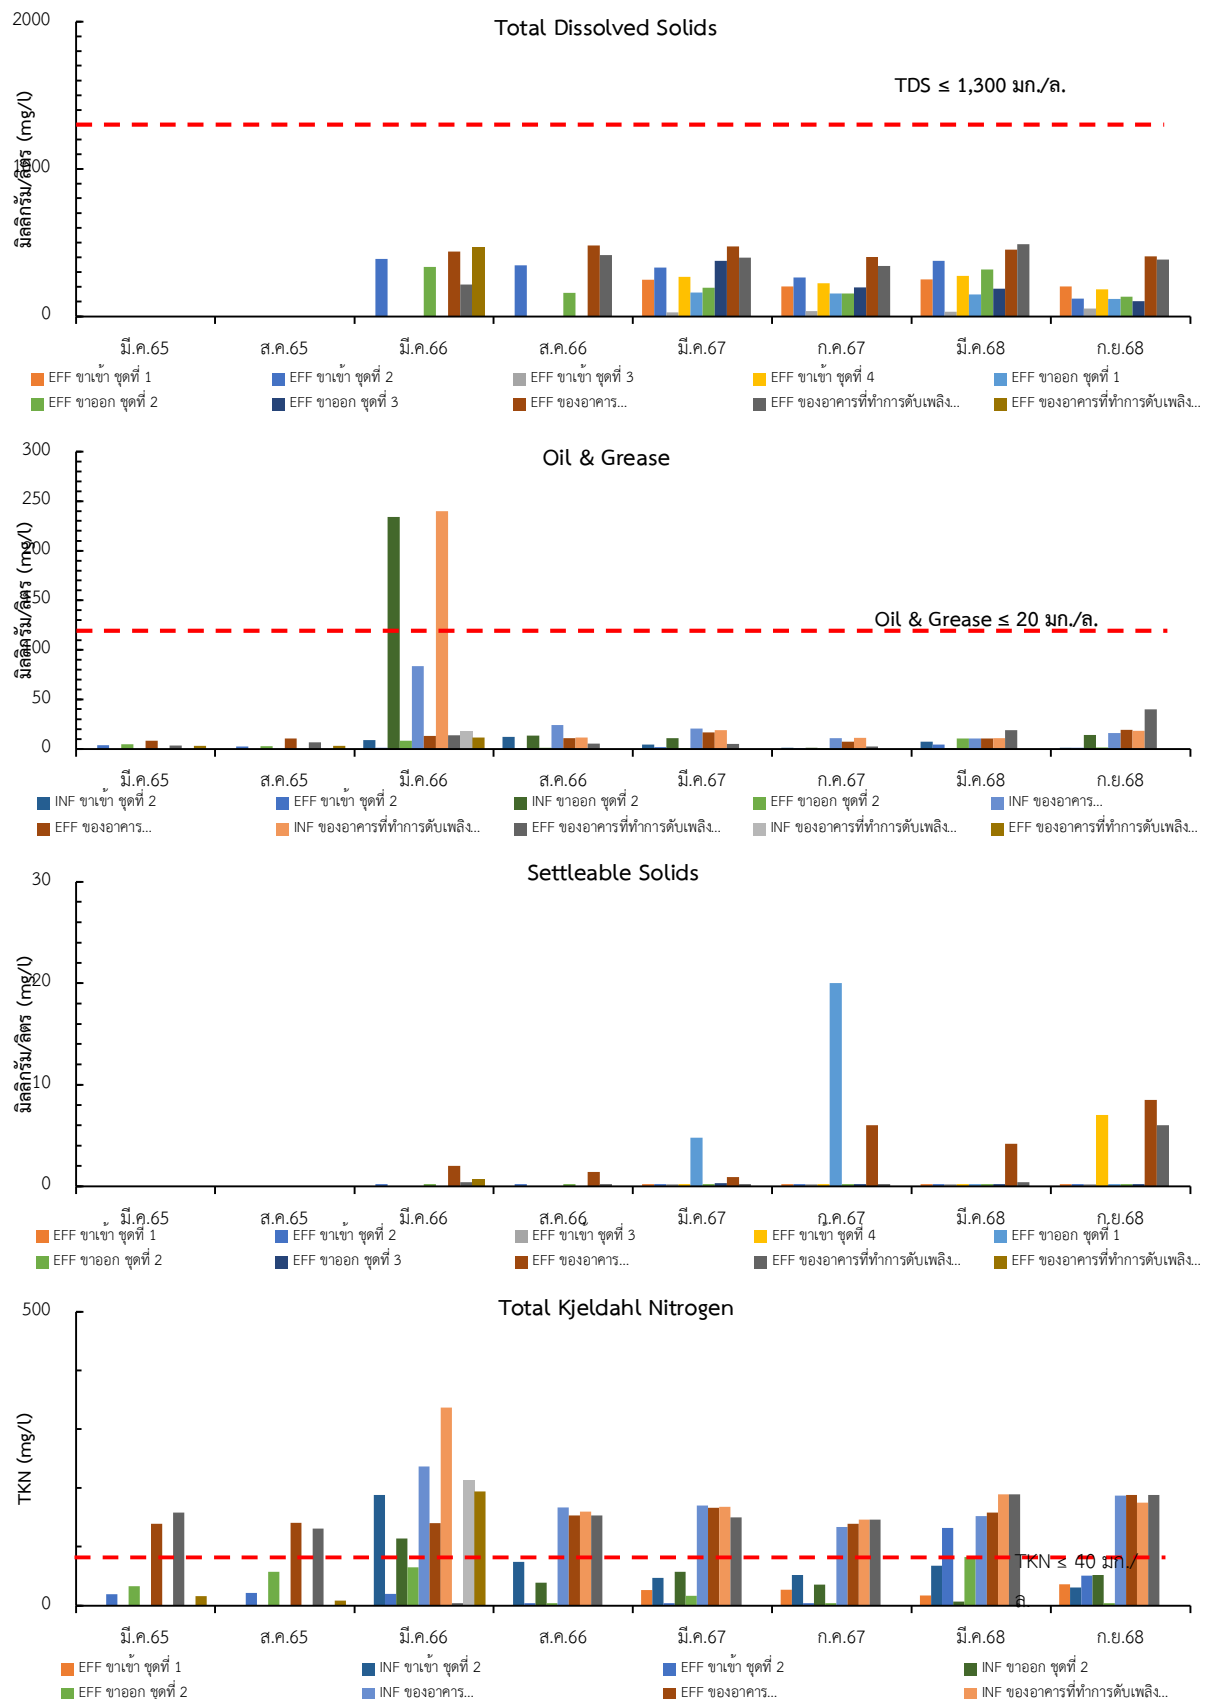 Total Dissolved Solids
มิลลิกรัม/ลิตร (mg/l)
2000
1000
0
TDS ≤ 1,300 มก./ล.
มี.ค.65 ส.ค.65 มี.ค.66 ส.ค.66 มี.ค.67 ก.ค.67 มี.ค.68 ก.ย.68
EFF ขาเข้า ชุดที่ 1 EFF ขาเข้า ชุดที่ 2 EFF ขาเข้า ชุดที่ 3 EFF ขาเข้า ชุดที่ 4 EFF ขาออก ชุดที่ 1
EFF ขาออก ชุดที่ 2 EFF ขาออก ชุดที่ 3 EFF ของอาคาร... EFF ของอาคารที่ทำการดับเพลิง... EFF ของอาคารที่ทำการดับเพลิง...
Oil & Grease
มิลลิกรัม/ลิตร (mg/l)
300
250
200
150
100
50
0
Oil & Grease ≤ 20 มก./ล.
มี.ค.65 ส.ค.65 มี.ค.66 ส.ค.66 มี.ค.67 ก.ค.67 มี.ค.68 ก.ย.68
INF ขาเข้า ชุดที่ 2 EFF ขาเข้า ชุดที่ 2 INF ขาออก ชุดที่ 2 EFF ขาออก ชุดที่ 2 INF ของอาคาร...
EFF ของอาคาร... INF ของอาคารที่ทำการดับเพลิง... EFF ของอาคารที่ทำการดับเพลิง... INF ของอาคารที่ทำการดับเพลิง... EFF ของอาคารที่ทำการดับเพลิง...
Settleable Solids
มิลลิกรัม/ลิตร (mg/l)
30
20
10
0
มี.ค.65 ส.ค.65 มี.ค.66 ส.ค.66 มี.ค.67 ก.ค.67 มี.ค.68 ก.ย.68
EFF ขาเข้า ชุดที่ 1 EFF ขาเข้า ชุดที่ 2 EFF ขาเข้า ชุดที่ 3 EFF ขาเข้า ชุดที่ 4 EFF ขาออก ชุดที่ 1
EFF ขาออก ชุดที่ 2 EFF ขาออก ชุดที่ 3 EFF ของอาคาร... EFF ของอาคารที่ทำการดับเพลิง... EFF ของอาคารที่ทำการดับเพลิง...
Total Kjeldahl Nitrogen
TKN (mg/l)
500
0
TKN ≤ 40 มก./
ล.
มี.ค.65 ส.ค.65 มี.ค.66 ส.ค.66 มี.ค.67 ก.ค.67 มี.ค.68 ก.ย.68
EFF ขาเข้า ชุดที่ 1 INF ขาเข้า ชุดที่ 2 EFF ขาเข้า ชุดที่ 2 INF ขาออก ชุดที่ 2
EFF ขาออก ชุดที่ 2 INF ของอาคาร... EFF ของอาคาร... INF ของอาคารที่ทำการดับเพลิง...